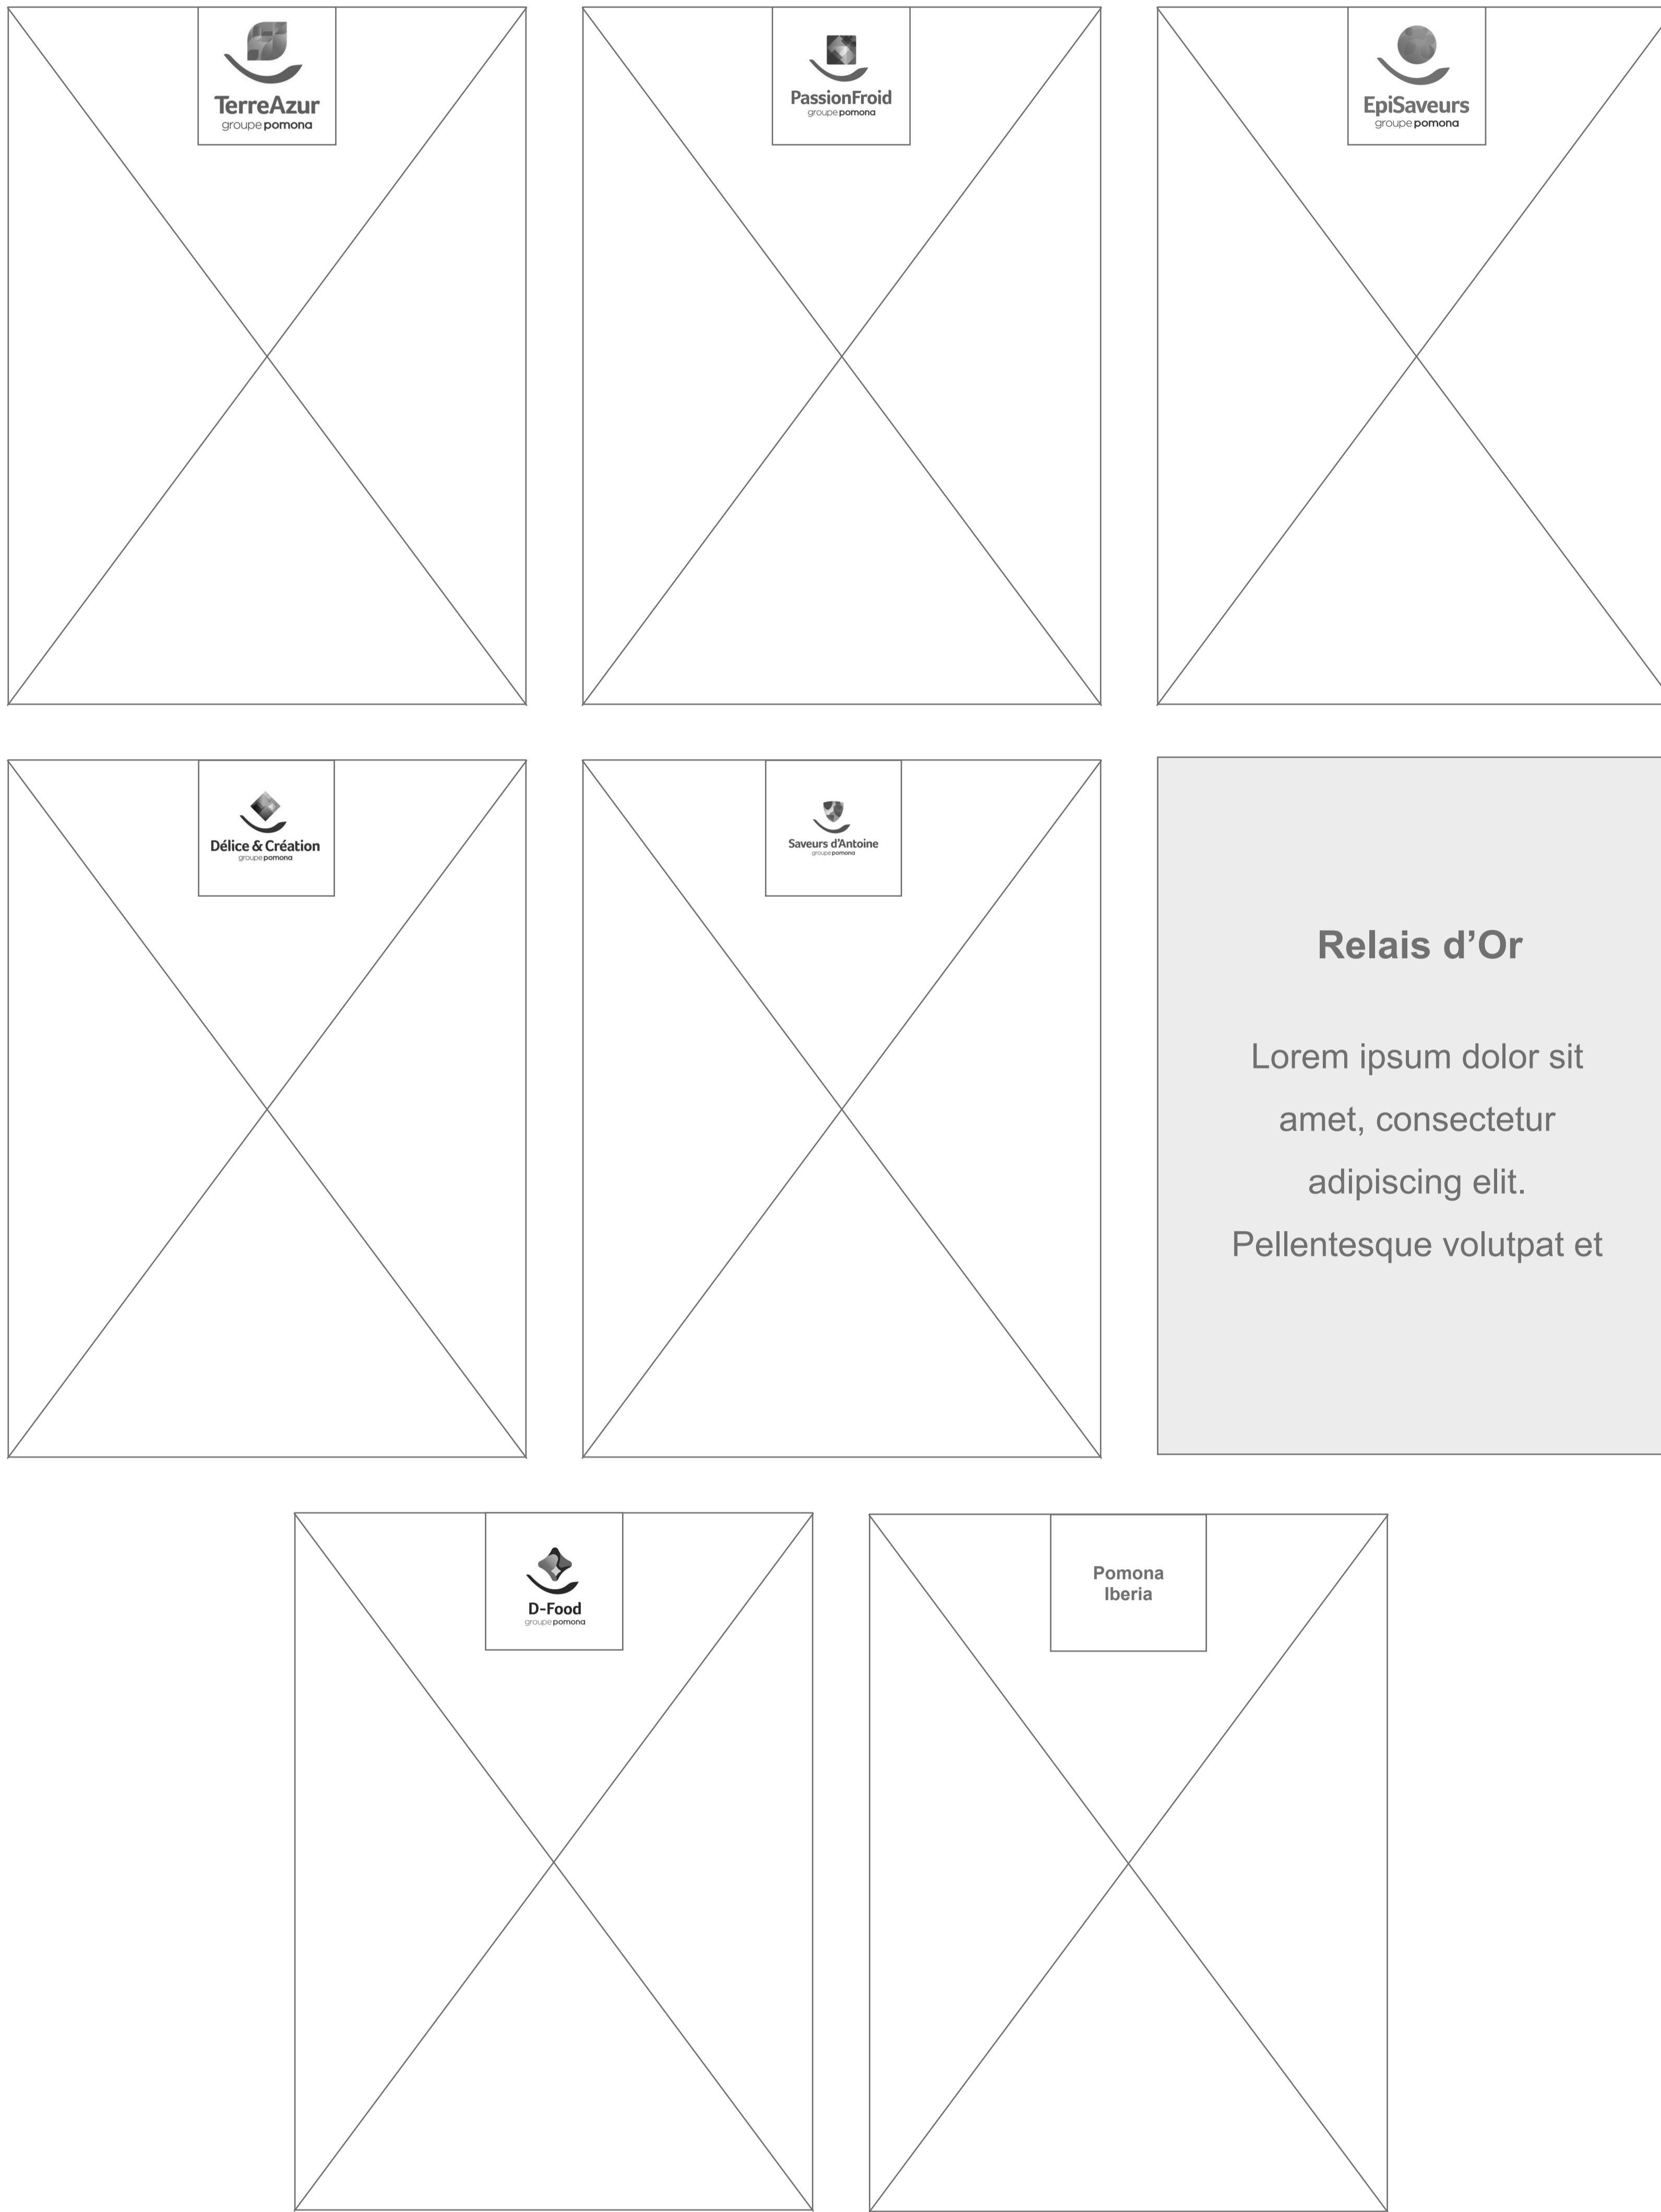 TerreAzur
groupe pomona
PassionFroid
groupe pomona
EpiSaveurs
groupe pomona
Délice & Création
groupe pomona
Saveurs d'Antoine
groupe pomona
Relais d’Or
Lorem ipsum dolor sit
amet, consectetur
adipiscing elit.
Pellentesque volutpat et
D-Food
groupe pomona
Pomona
Iberia